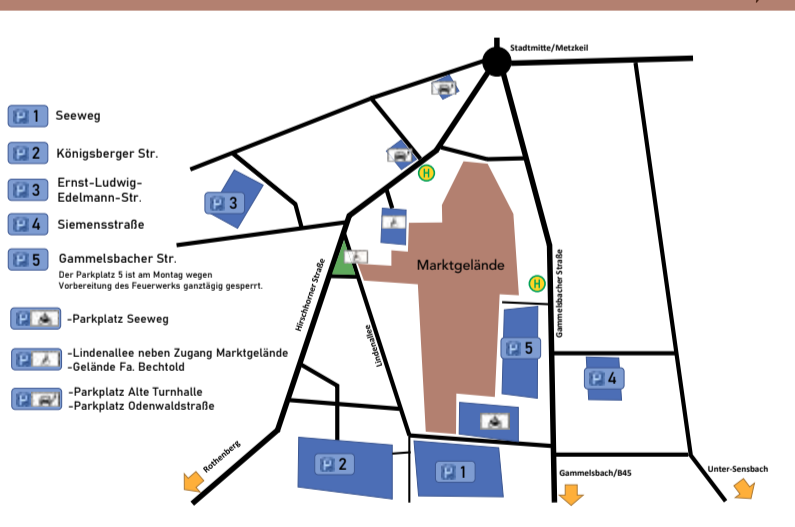 Stadtmitte/Metzkeil
P 1 Seeweg
P 2 Königsberger Str.
P 3 Ernst-Ludwig-
Edelmann-Str.
P 4 Siemensstraße
P 5 Gammelsbacher Str.
Der Parkplatz 5 ist am Montag wegen
Vorbereitung des Feuerwerks ganztägig gesperrt.
P -Parkplatz Seeweg
P -Lindenallee neben Zugang Marktgelände
-Gelände Fa. Bechtold
P -Parkplatz Alte Turnhalle
-Parkplatz Odenwaldstraße
H
P 3
Marktgelände
H
Gammelsbacher Straße
Hirschhorner Straße
Lindenallee
P 5
P 4
P 2
P 1
Rothenberg
Gammelsbach/B45
Unter-Sensbach